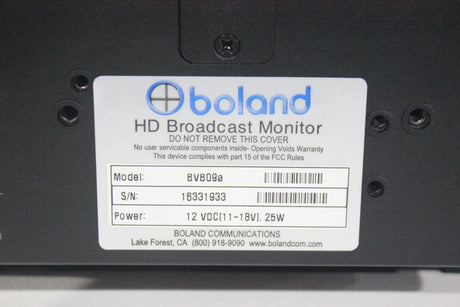 boland
HD Broadcast Monitor
DO NOT REMOVE THIS COVER
No user servicable components inside- Opening Voids Warranty
This device complies with part 15 of the FCC Rules
Model: BVB09a
S/N: 16331933
Power: 12 VDC(11-18V), 25W
BOLAND COMMUNICATIONS
Lake Forest, CA (800) 918-9090 www.bolandcom.com